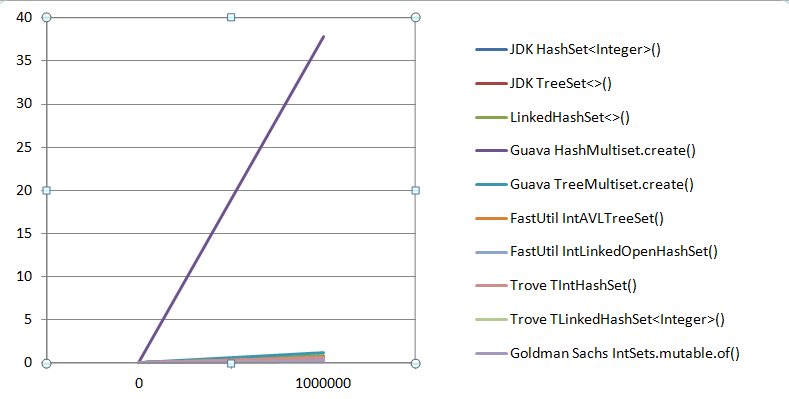 40
35
30
25
20
15
10
5
0
0
1000000
JDK HashSet<Integer>()
JDK TreeSet<>()
LinkedHashSet<>()
Guava HashMultiset.create()
Guava TreeMultiset.create()
FastUtil IntAVLTreeSet()
FastUtil IntLinkedOpenHashSet()
Trove TIntHashSet()
Trove TLinkedHashSet<Integer>()
Goldman Sachs IntSets.mutable.of()